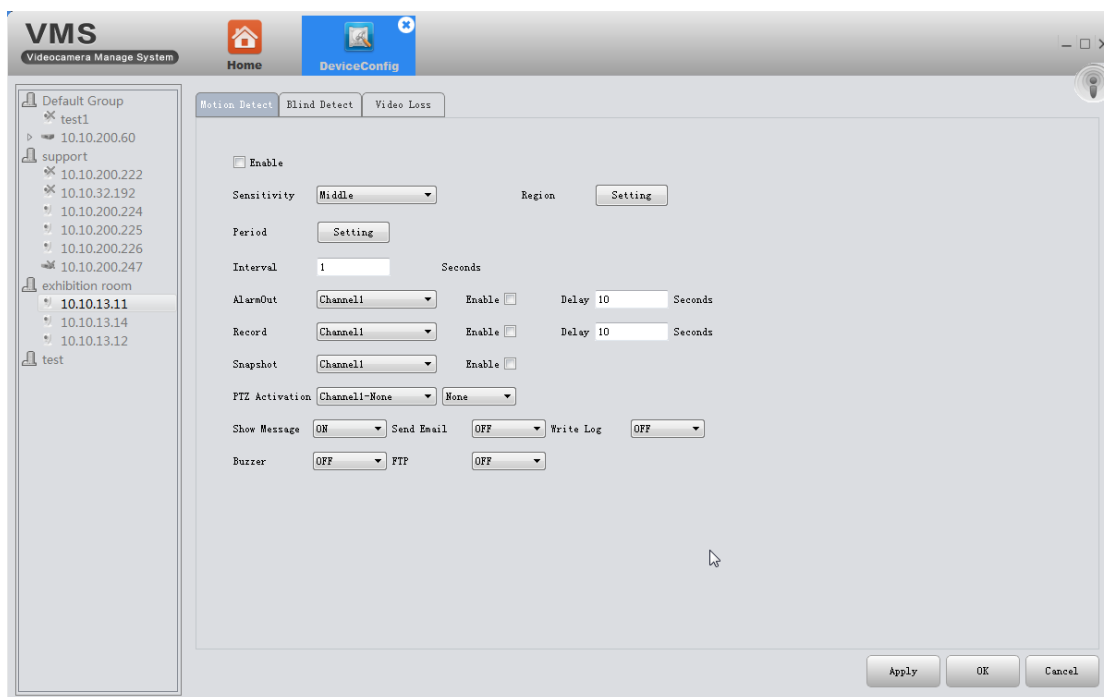 VMS
Videocamera Manage System
Home
DeviceConfig
Default Group
test1
10.10.200.60
support
10.10.200.222
10.10.32.192
10.10.200.224
10.10.200.225
10.10.200.226
10.10.200.247
exhibition room
10.10.13.11
10.10.13.14
10.10.13.12
test
Motion Detect Blind Detect Video Loss
Enable
Sensitivity Middle Region Setting
Period Setting
Interval 1 Seconds
AlarmOut Channel1 Enable Delay 10 Seconds
Record Channel1 Enable Delay 10 Seconds
Snapshot Channel1 Enable
PTZ Activation Channel1-None None
Show Message ON Send Email OFF Write Log OFF
Buzzer OFF FTP OFF
Apply OK Cancel